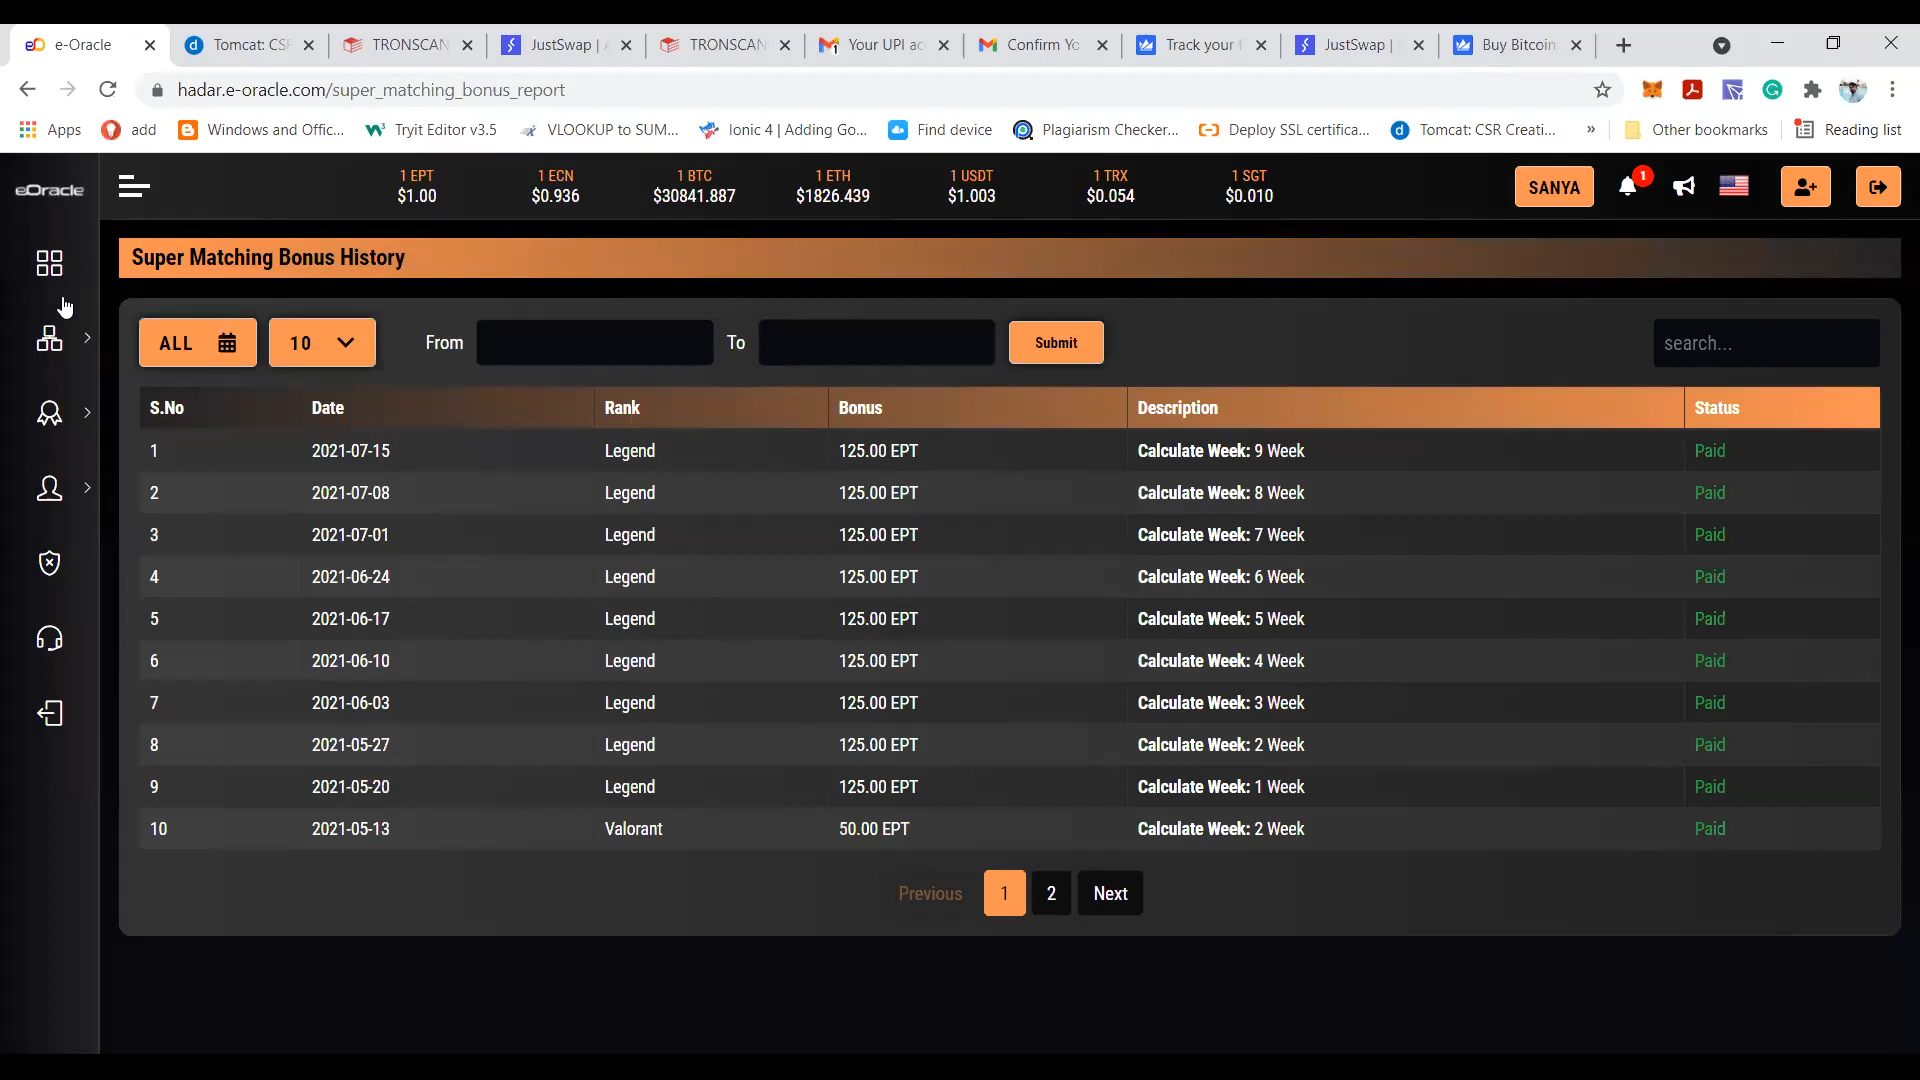 e-Oracle
Tomcat: CS
TRONSCAN
JustSwap |
TRONSCAN
Your UPI ac
Confirm Yo
Track your
JustSwap |
Buy Bitcoin
hadar.e-oracle.com/super_matching_bonus_report
Apps
add
Windows and Offic...
Tryit Editor v3.5
VLOOKUP to SUM...
Ionic 4 | Adding Go...
Find device
Plagiarism Checker...
Deploy SSL certifica...
Tomcat: CSR Creati...
»
Other bookmarks
Reading list
eOracle
1 EPT
$1.00
1 ECN
$0.936
1 BTC
$30841.887
1 ETH
$1826.439
1 USDT
$1.003
1 TRX
$0.054
1 SGT
$0.010
SANYA
1
Super Matching Bonus History
ALL
10
From
To
Submit
search...
S.No Date Rank Bonus Description Status
1 2021-07-15 Legend 125.00 EPT Calculate Week: 9 Week Paid
2 2021-07-08 Legend 125.00 EPT Calculate Week: 8 Week Paid
3 2021-07-01 Legend 125.00 EPT Calculate Week: 7 Week Paid
4 2021-06-24 Legend 125.00 EPT Calculate Week: 6 Week Paid
5 2021-06-17 Legend 125.00 EPT Calculate Week: 5 Week Paid
6 2021-06-10 Legend 125.00 EPT Calculate Week: 4 Week Paid
7 2021-06-03 Legend 125.00 EPT Calculate Week: 3 Week Paid
8 2021-05-27 Legend 125.00 EPT Calculate Week: 2 Week Paid
9 2021-05-20 Legend 125.00 EPT Calculate Week: 1 Week Paid
10 2021-05-13 Valorant 50.00 EPT Calculate Week: 2 Week Paid
Previous 1 2 Next